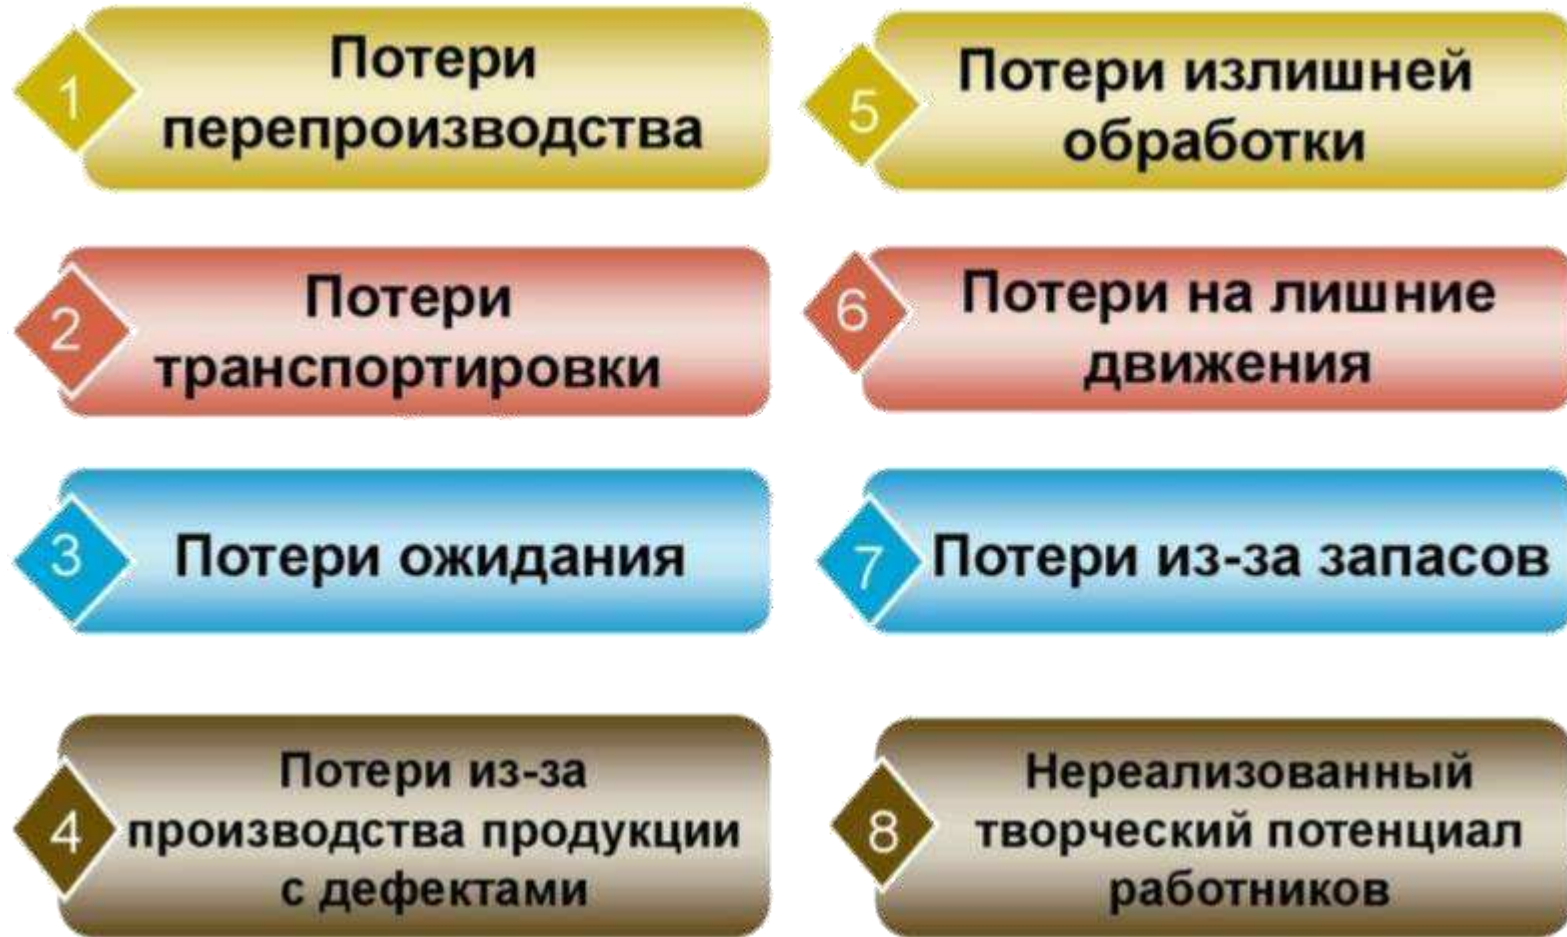 1
Потери
перепроизводства
2
Потери
транспортировки
3
Потери ожидания
4
Потери из-за
производства продукции
с дефектами
5
Потери излишней
обработки
6
Потери на лишние
движения
7
Потери из-за запасов
8
Нереализованный
творческий потенциал
работников